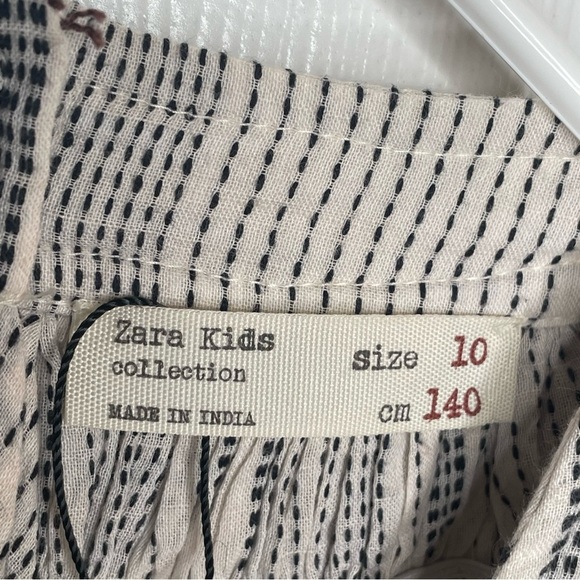 Zara Kids size 10
collection
MADE IN INDIA cm 140